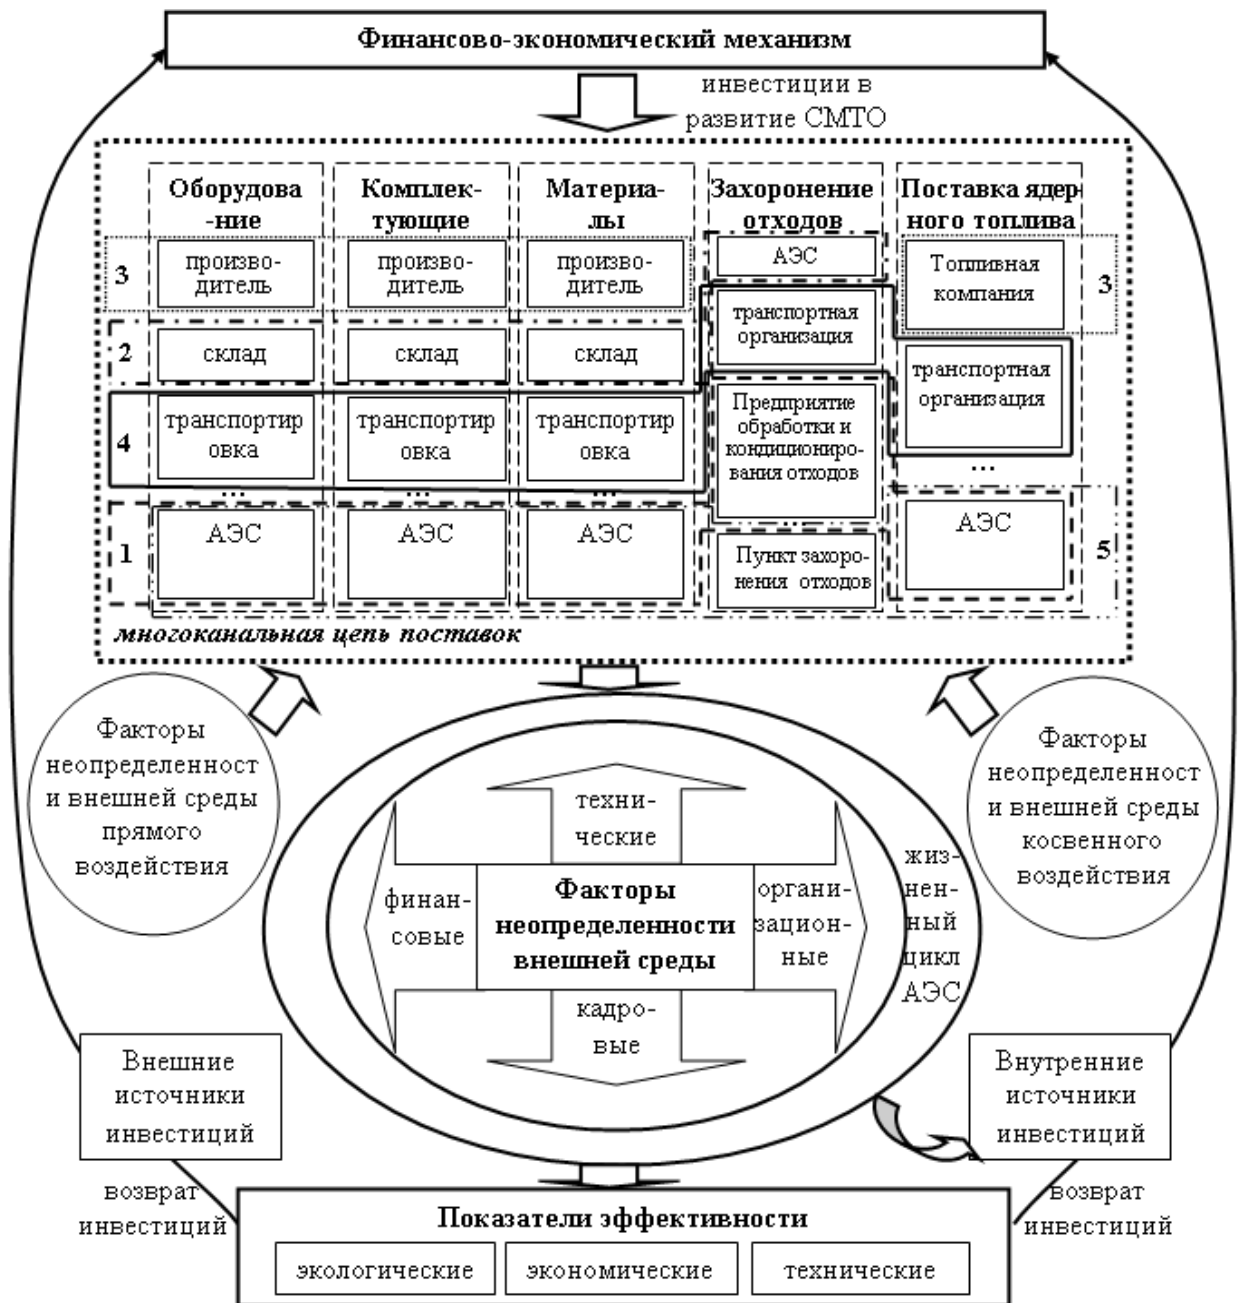 Финансово-экономический механизм
инвестиции в
развитие СМТО
Оборудова
-ние
Комплек-
тующие
Материа-
лы
Захоронение
отходов
Поставка ядер
ного топлива
3
произво-
дитель
произво-
дитель
произво-
дитель
АЭС
Топливная
компания
3
транспортная
организация
2
склад
склад
склад
транспортная
организация
4
транспортир
овка
транспортир
овка
транспортир
овка
Предприятие
обработки и
кондициониро-
вания отходов
...
...
...
...
...
1
АЭС
АЭС
АЭС
Пункт захоро-
нения отходов
АЭС
5
многоканальная цепь поставок
Факторы
неопределенност
и внешней среды
прямого
воздействия
Факторы
неопределенност
и внешней среды
косвенного
воздействия
техни-
ческие
финан-
совые
Факторы
неопределенности
внешней среды
органи-
зацион-
ные
кадро-
вые
жиз-
нен-
ный
цикл
АЭС
Внешние
источники
инвестиций
Внутренние
источники
инвестиций
возврат
инвестиций
возврат
инвестиций
Показатели эффективности
экологические
экономические
технические